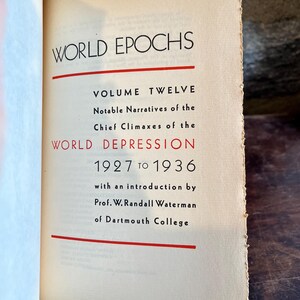 WORLD EPOCHS
VOLUME TWELVE
Notable Narratives of the
Chief Climaxes of the
WORLD DEPRESSION
1927 TO 1936
with an introduction by
Prof. W. Randall Waterman
of Dartmouth College